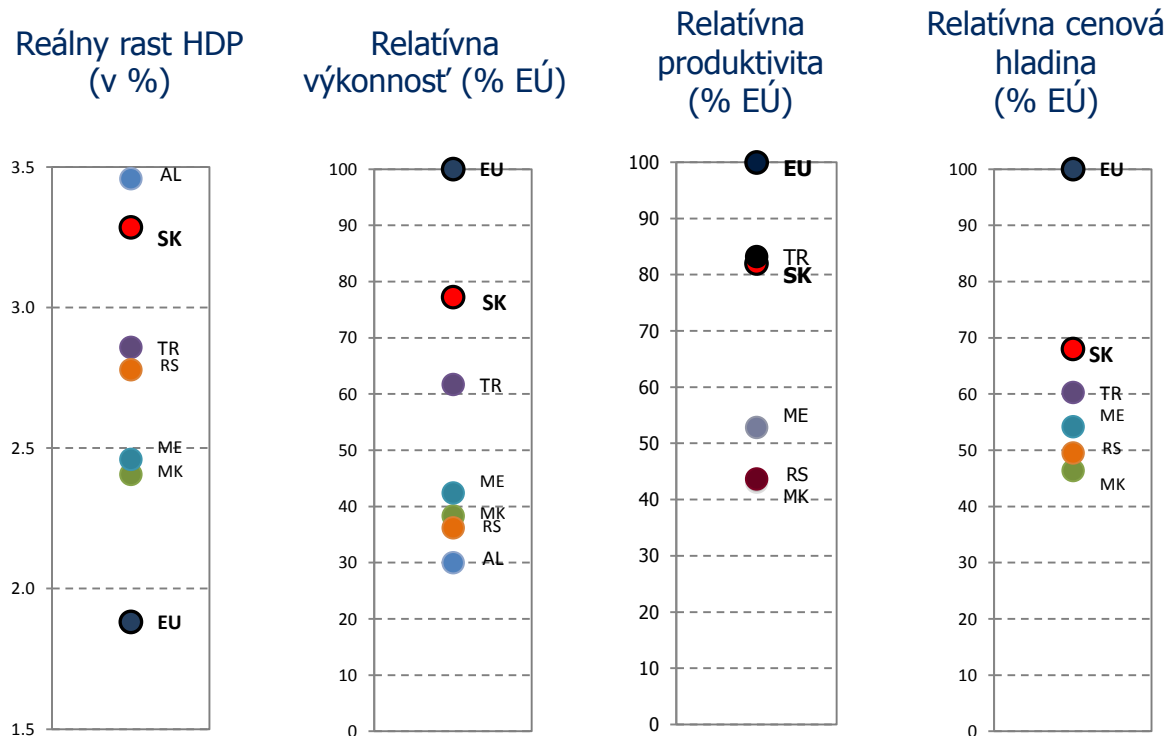 Reálny rast HDP
(v %)
Relatívna
výkonnosť (% EÚ)
Relatívna
produktivita
(% EÚ)
Relatívna cenová
hladina
(% EÚ)
3.5
3.0
2.5
2.0
1.5
AL
SK
TR
RS
ME
MK
EU
100
90
80
70
60
50
40
30
20
10
0
EU
SK
TR
ME
MK
RS
AL
100
90
80
70
60
50
40
30
20
10
0
EU
TR
SK
ME
RS
MK
100
90
80
70
60
50
40
30
20
10
0
EU
SK
TR
ME
RS
MK